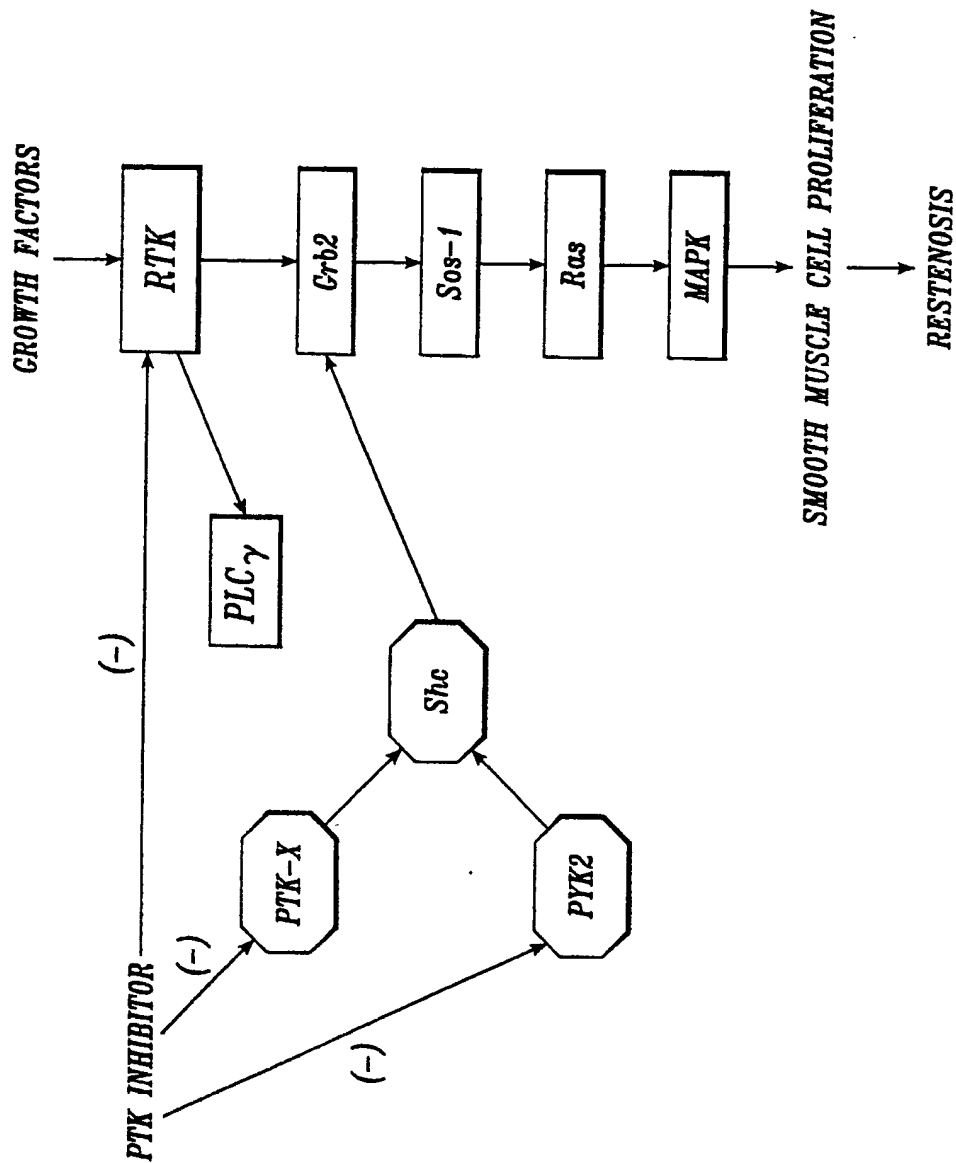 GROWTH FACTORS
PTK INHIBITOR
(-)
RTK
(-)
PTK-X
PLCγ
(-)
PYK2
Shc
Grb2
Sos-1
Ras
MAPK
SMOOTH MUSCLE CELL PROLIFERATION
RESTENOSIS